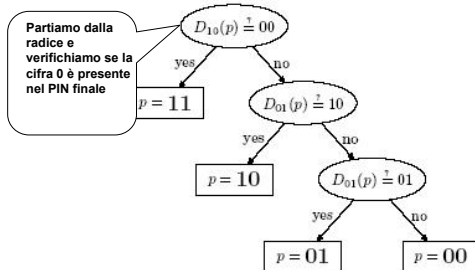 Partiamo dalla
radice e
verifichiamo se la
cifra 0 è presente
nel PIN finale
D₁₀(p) ≟ 00
yes
no
p = 11
D₀₁(p) ≟ 10
yes
no
p = 10
D₀₁(p) ≟ 01
yes
no
p = 01
p = 00